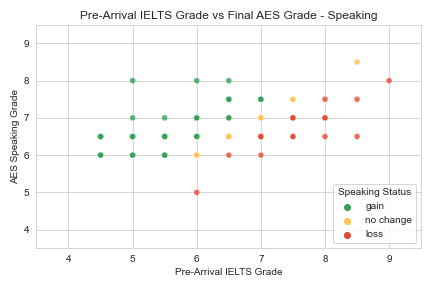 Pre-Arrival IELTS Grade vs Final AES Grade - Speaking
9
8
7
6
5
4
AES Speaking Grade
Speaking Status
gain
no change
loss
4 5 6 7 8 9
Pre-Arrival IELTS Grade